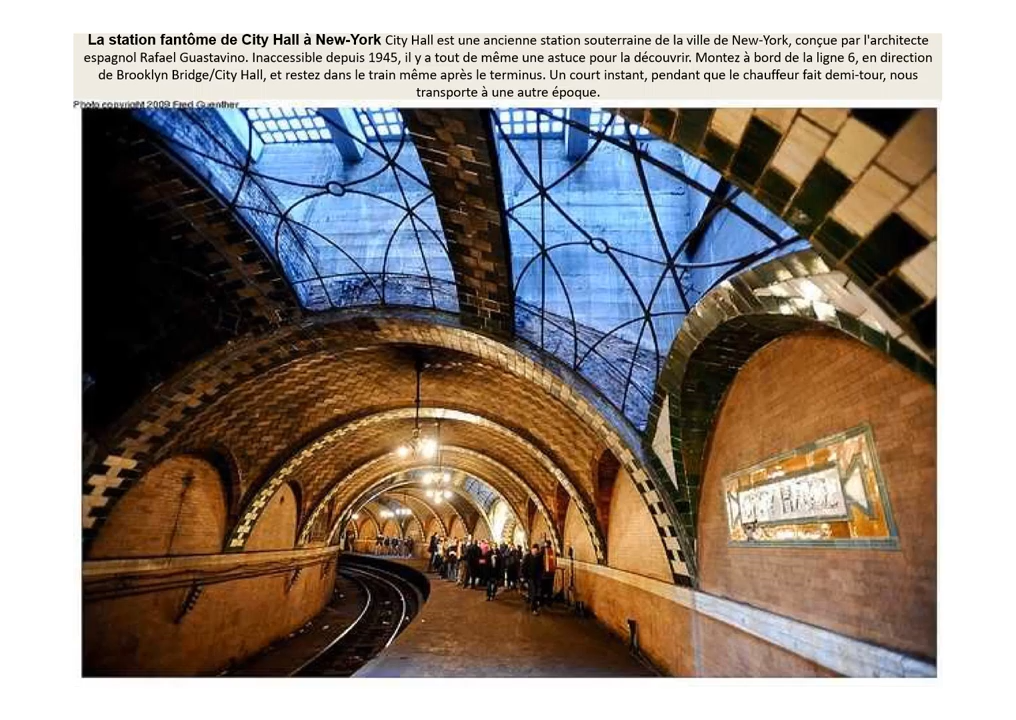 La station fantôme de City Hall à New-York City Hall est une ancienne station souterraine de la ville de New-York, conçue par l'architecte
espagnol Rafael Guastavino. Inaccessible depuis 1945, il y a tout de même une astuce pour la découvrir. Montez à bord de la ligne 6, en direction
de Brooklyn Bridge/City Hall, et restez dans le train même après le terminus. Un court instant, pendant que le chauffeur fait demi-tour, nous
transporte à une autre époque.
Photo copyright 2009 Fred Guenther
CITY HALL